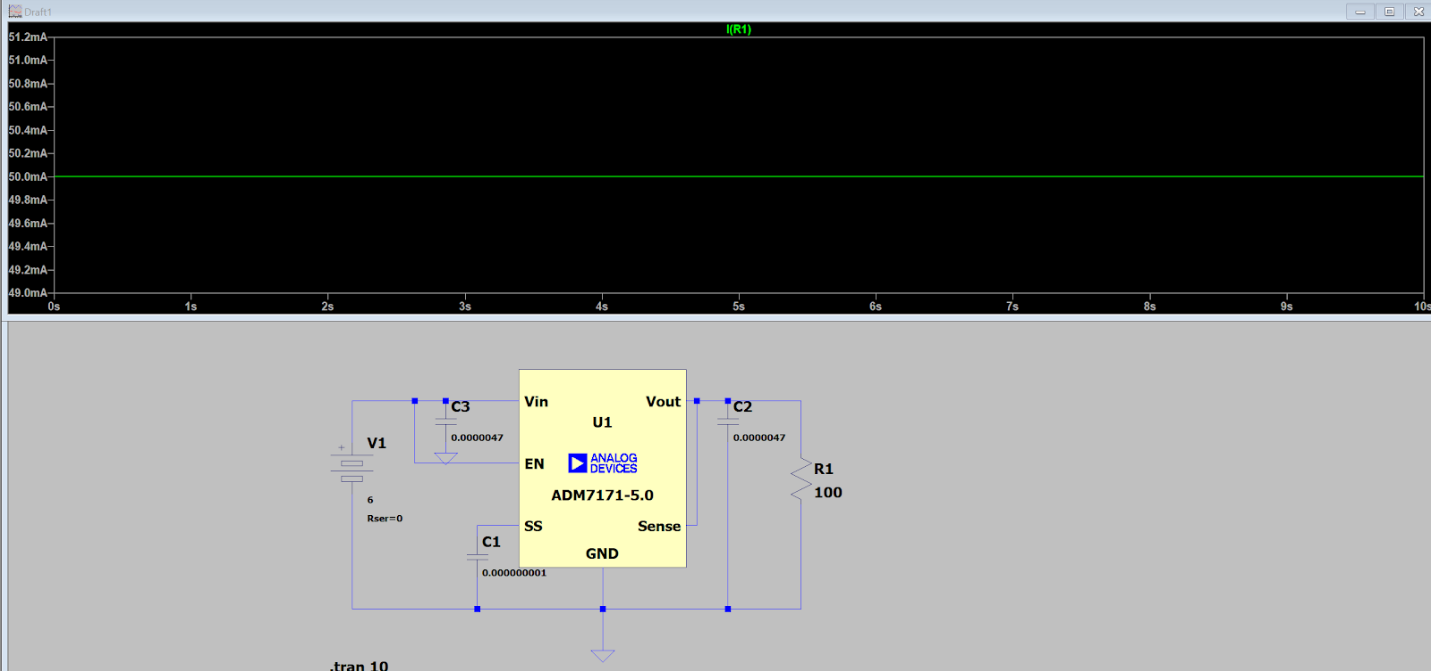 Draft1
I(R1)
51.2mA
51.0mA
50.8mA
50.6mA
50.4mA
50.2mA
50.0mA
49.8mA
49.6mA
49.4mA
49.2mA
49.0mA
0s 1s 2s 3s 4s 5s 6s 7s 8s 9s 10s
C3
0.0000047
Vin
Vout
U1
C2
0.0000047
+
V1
6
Rser=0
EN
ANALOG
DEVICES
ADM7171-5.0
R1
100
SS
Sense
GND
C1
0.000000001
.tran 10